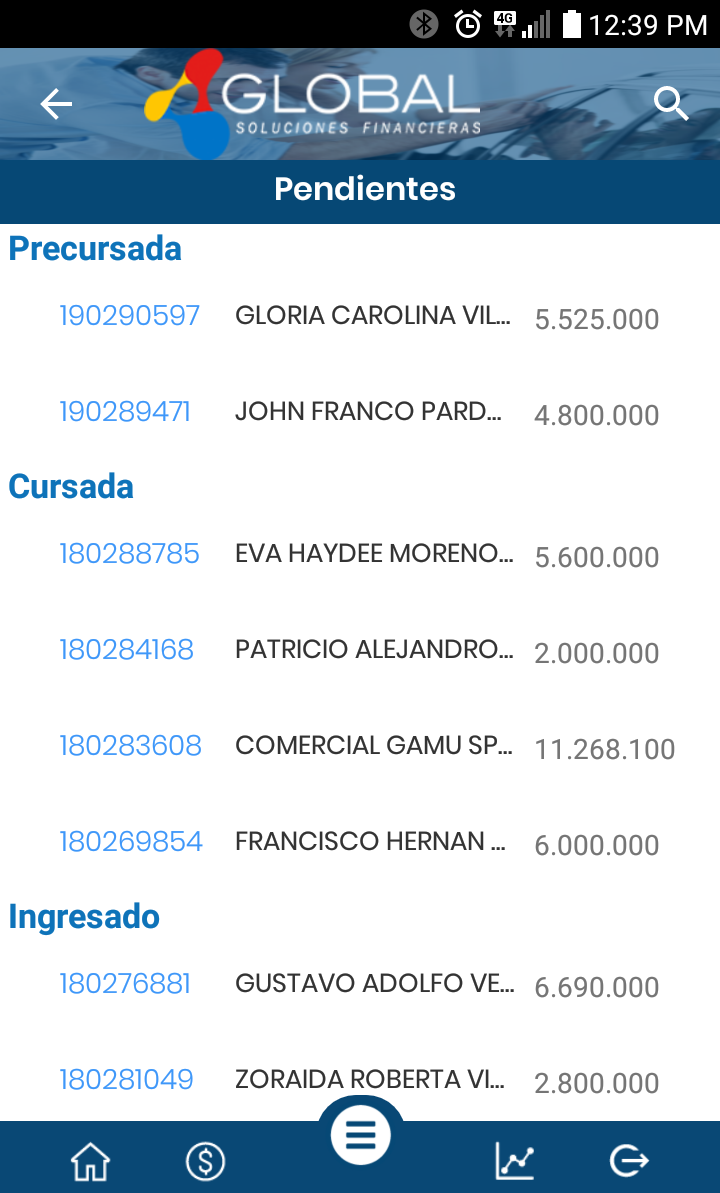 4G 12:39 PM
GLOBAL
SOLUCIONES FINANCIERAS
Pendientes
Precursada
190290597 GLORIA CAROLINA VIL... 5.525.000
190289471 JOHN FRANCO PARD... 4.800.000
Cursada
180288785 EVA HAYDEE MORENO... 5.600.000
180284168 PATRICIO ALEJANDRO... 2.000.000
180283608 COMERCIAL GAMU SP... 11.268.100
180269854 FRANCISCO HERNAN ... 6.000.000
Ingresado
180276881 GUSTAVO ADOLFO VE... 6.690.000
180281049 ZORAIDA ROBERTA VI... 2.800.000